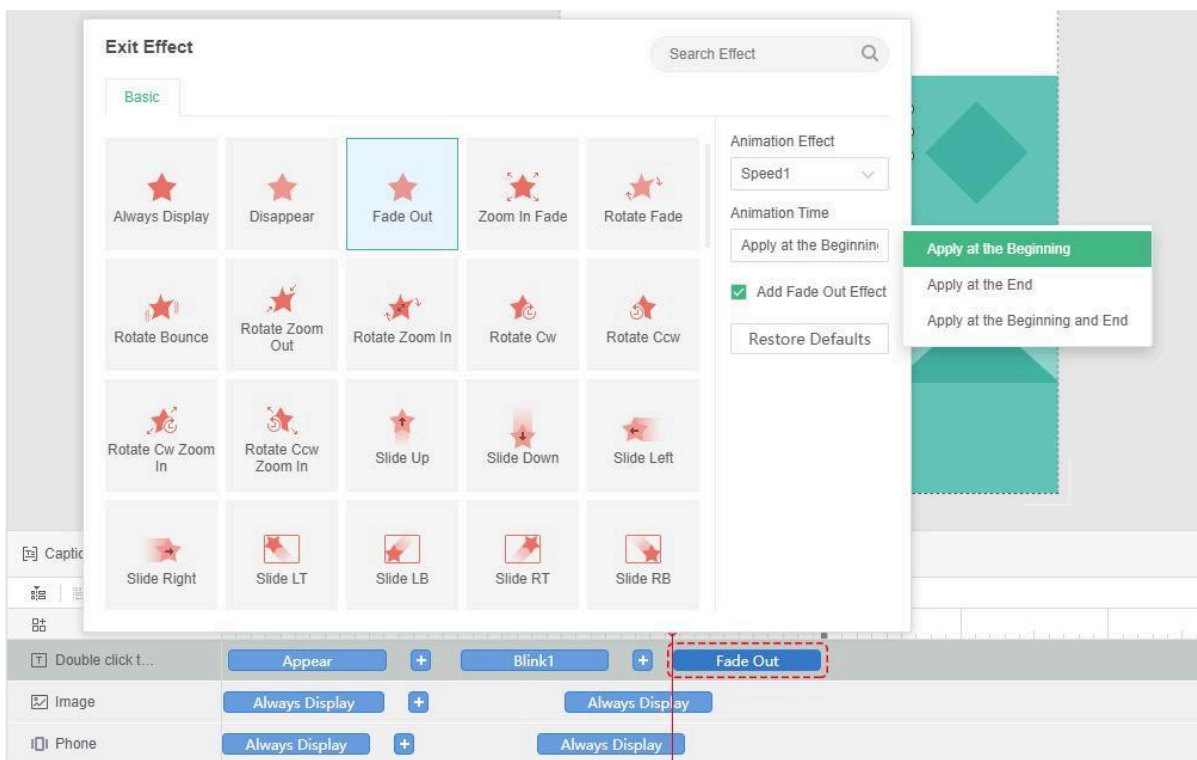 Exit Effect
Search Effect
Basic
Always Display
Disappear
Fade Out
Zoom In Fade
Rotate Fade
Rotate Bounce
Rotate Zoom
Out
Rotate Zoom In
Rotate Cw
Rotate Ccw
Rotate Cw Zoom
In
Rotate Ccw
Zoom In
Slide Up
Slide Down
Slide Left
Slide Right
Slide LT
Slide LB
Slide RT
Slide RB
Animation Effect
Speed1
Animation Time
Apply at the Beginnin
Add Fade Out Effect
Restore Defaults
Apply at the Beginning
Apply at the End
Apply at the Beginning and End
Captio
Double click t...
Appear
+
Blink1
+
Fade Out
Image
Always Display
+
Always Display
Phone
Always Display
+
Always Display